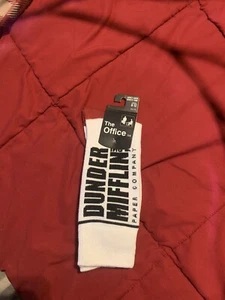 The
Office
DUNDER
MIFFLIN
PAPER COMPANY